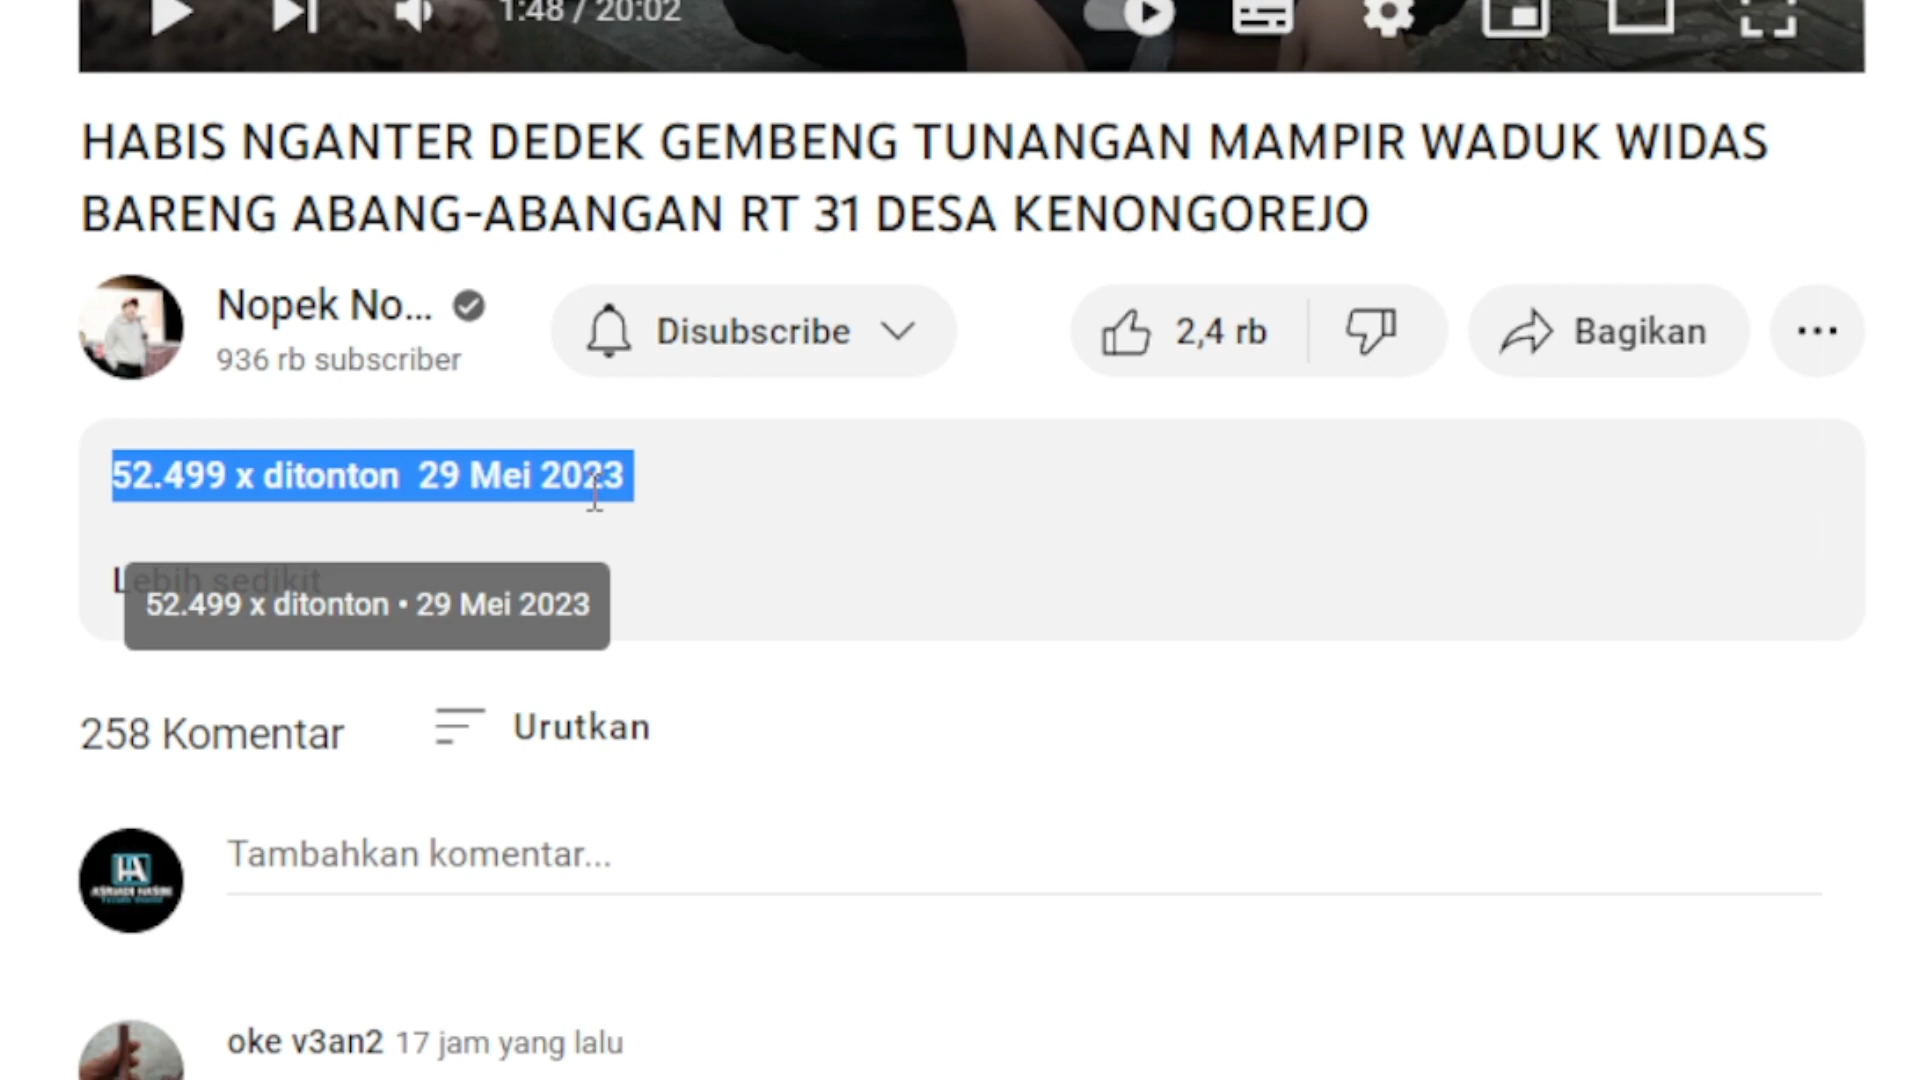 1:48 / 20:02
HABIS NGANTER DEDEK GEMBENG TUNANGAN MAMPIR WADUK WIDAS
BARENG ABANG-ABANGAN RT 31 DESA KENONGOREJO
Nopek No...
936 rb subscriber
Disubscribe
2,4 rb
Bagikan
52.499 x ditonton 29 Mei 2023
Lebih sedikit
52.499 x ditonton • 29 Mei 2023
258 Komentar
Urutkan
HA
Tambahkan komentar...
oke v3an2 17 jam yang lalu